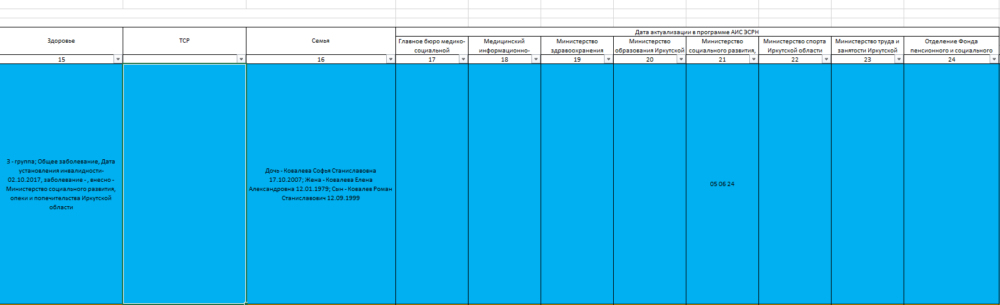 Дата актуализации в программе АИС ЭСРН
Здоровье
ТСР
Семья
Главное бюро медико-
социальной
Медицинский
информационно-
Министерство
здравоохранения
Министерство
образования Иркутской
Министерство
социального развития,
Министерство спорта
Иркутской области
Министерство труда и
занятости Иркутской
Отделение Фонда
пенсионного и социального
15
16
17
18
19
20
21
22
23
24
3 - группа; Общее заболевание, Дата
установления инвалидности-
02.10.2017, заболевание - , внесно -
Министерство социального развития,
опеки и попечительства Иркутской
области
Дочь - Ковалева Софья Станиславовна
17.10.2007; Жена - Ковалева Елена
Александровна 12.01.1979; Сын - Ковалев Роман
Станиславович 12.09.1999
05 06 24